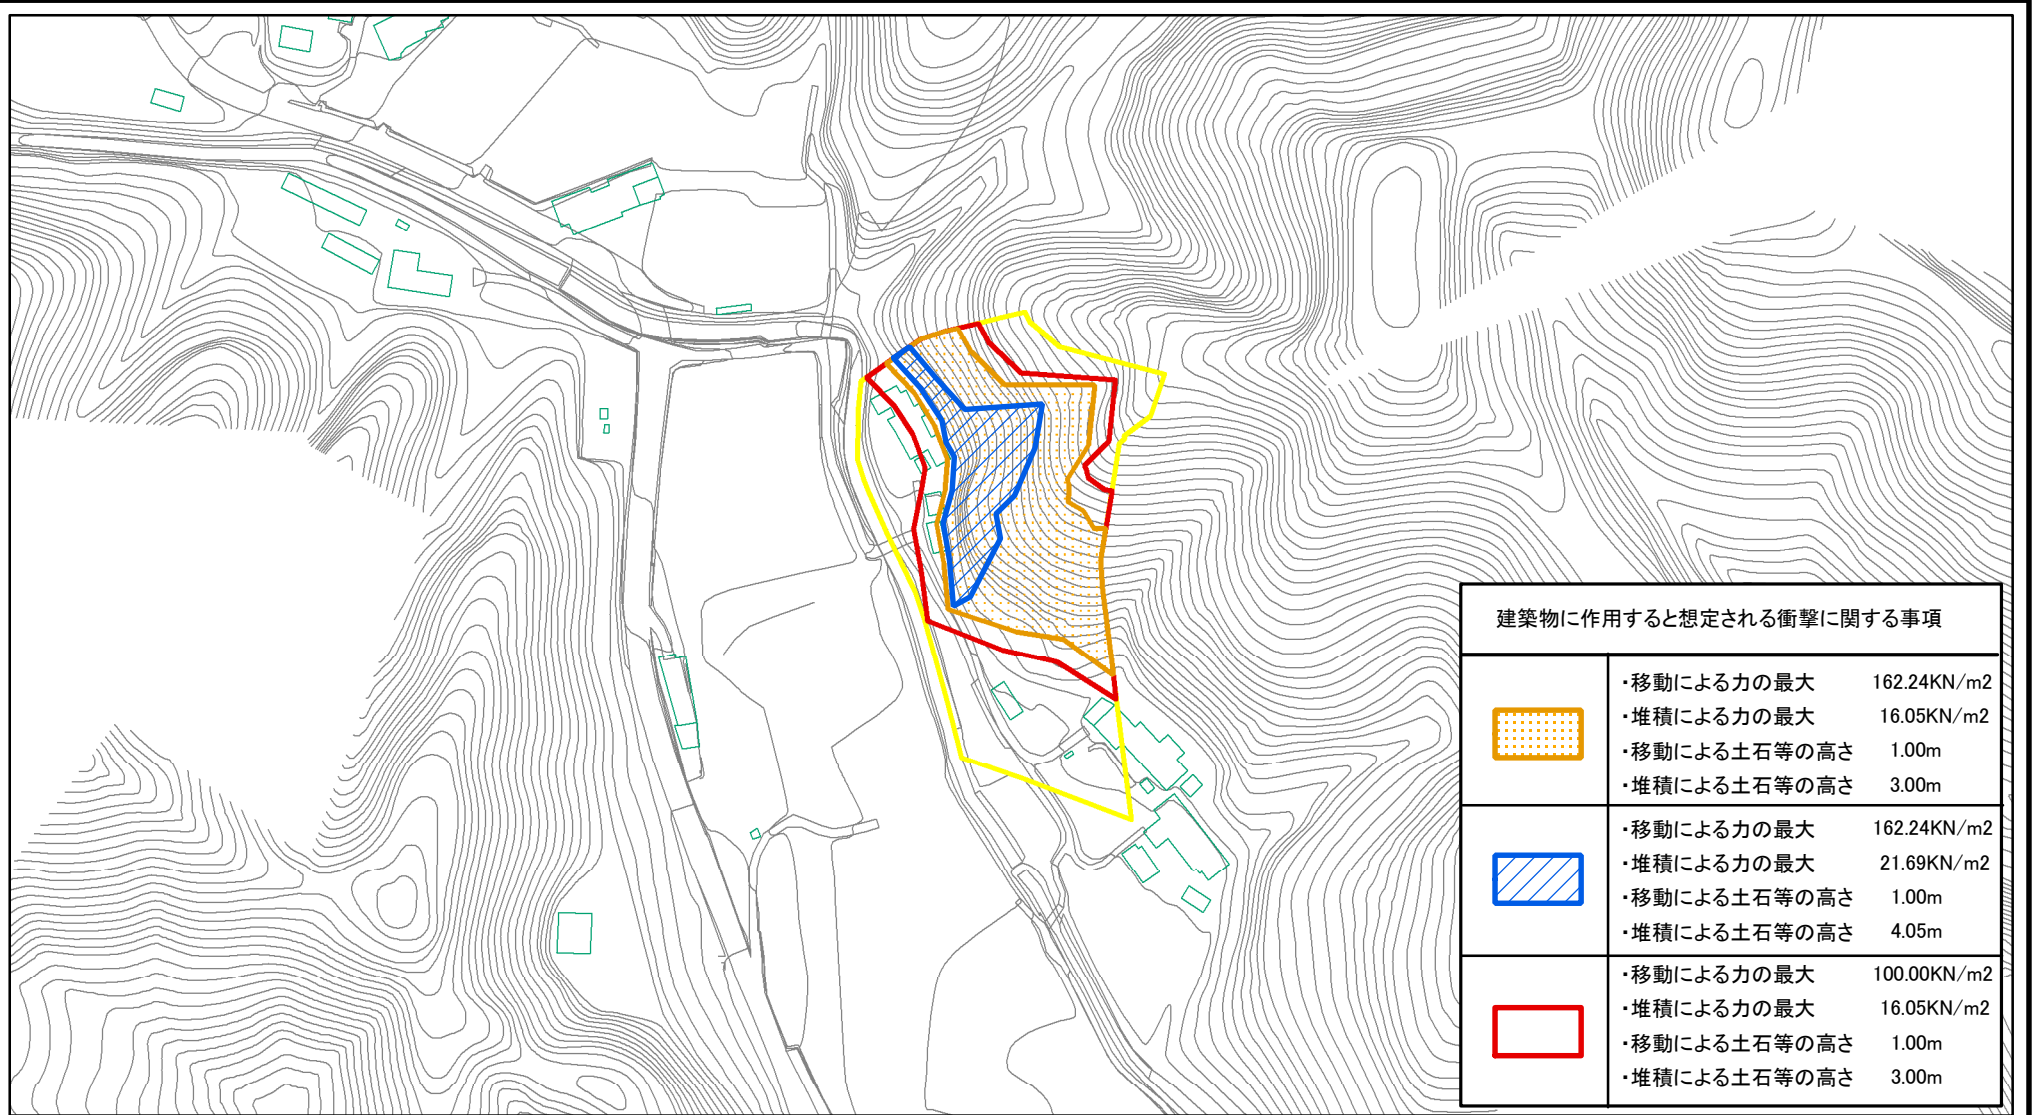 建築物に作用すると想定される衝撃に関する事項
・移動による力の最大 162.24KN/m2
・堆積による力の最大 16.05KN/m2
・移動による土石等の高さ 1.00m
・堆積による土石等の高さ 3.00m
・移動による力の最大 162.24KN/m2
・堆積による力の最大 21.69KN/m2
・移動による土石等の高さ 1.00m
・堆積による土石等の高さ 4.05m
・移動による力の最大 100.00KN/m2
・堆積による力の最大 16.05KN/m2
・移動による土石等の高さ 1.00m
・堆積による土石等の高さ 3.00m